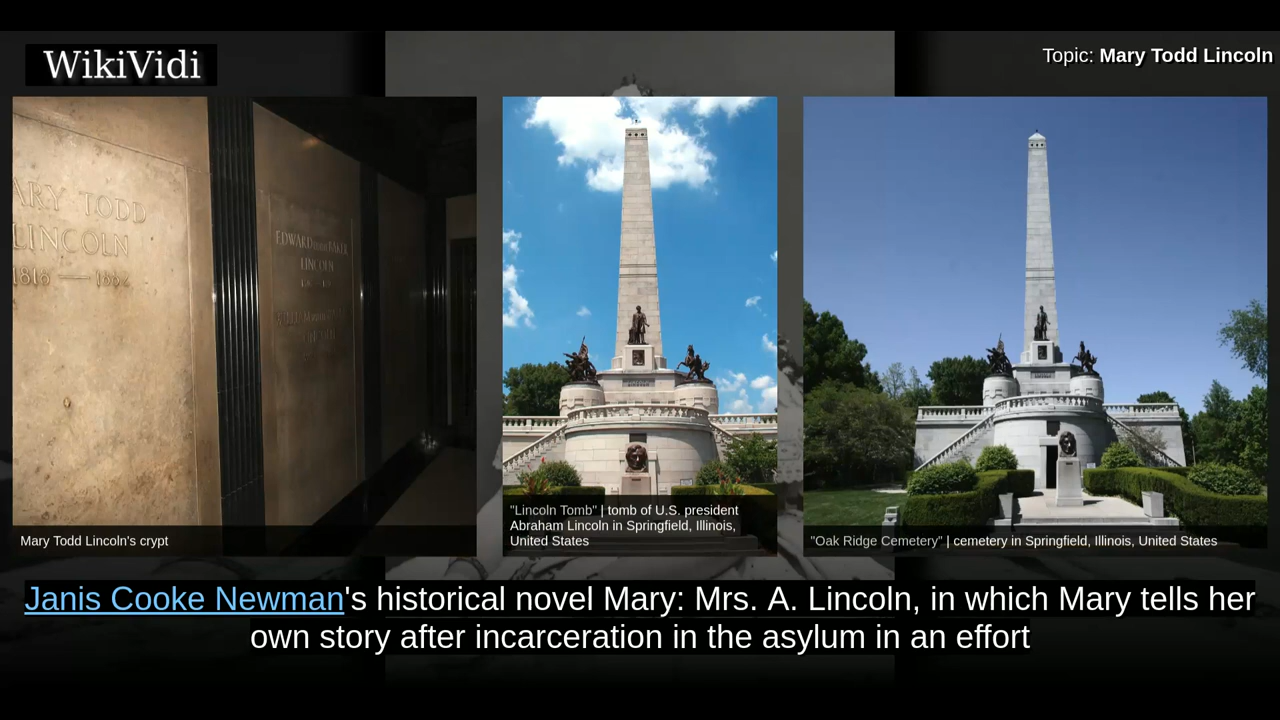 WikiVidi
Topic: Mary Todd Lincoln
ARY TODD
LINCOLN
1818 — 1882
EDWARD BAKER
LINCOLN
LINCOLN
Mary Todd Lincoln's crypt
"Lincoln Tomb" | tomb of U.S. president
Abraham Lincoln in Springfield, Illinois,
United States
"Oak Ridge Cemetery" | cemetery in Springfield, Illinois, United States
Janis Cooke Newman's historical novel Mary: Mrs. A. Lincoln, in which Mary tells her
own story after incarceration in the asylum in an effort